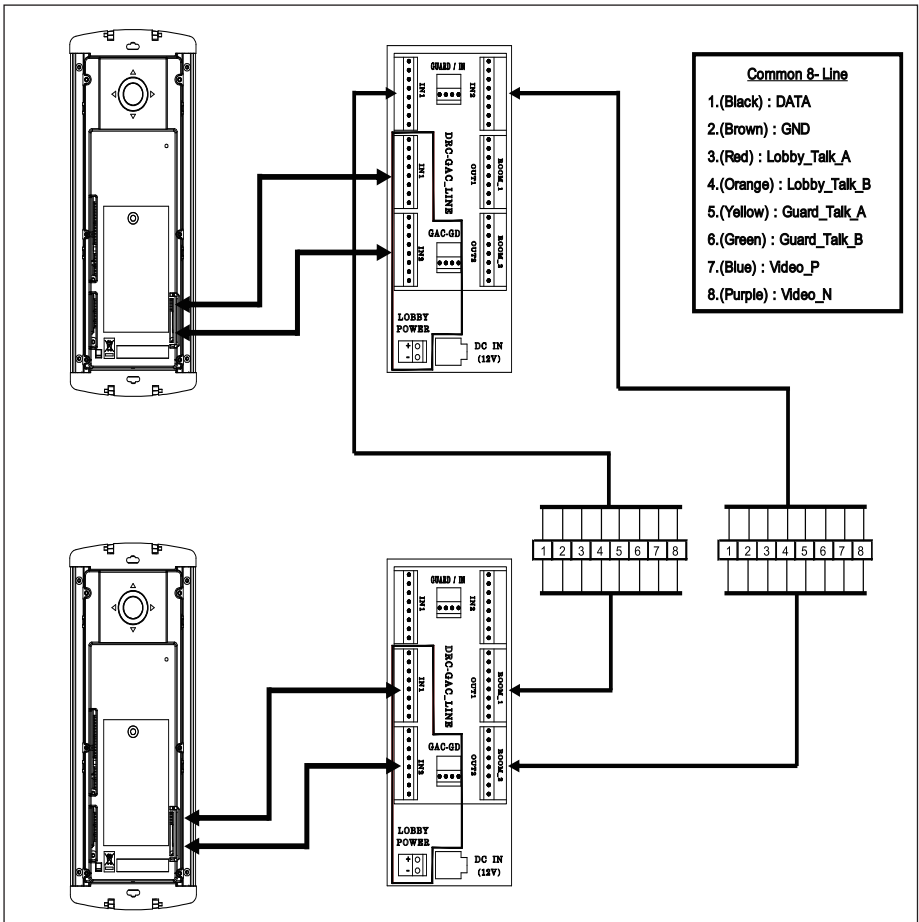 GUARD / IN
IN1
IN2
DRC-GAC_LINE
IN1
OUT1
ROOM_1
GAC-GD
IN2
OUT2
ROOM_2
LOBBY
POWER
+
-
DC IN
(12V)
Common 8- Line
1.(Black) : DATA
2.(Brown) : GND
3.(Red) : Lobby_Talk_A
4.(Orange) : Lobby_Talk_B
5.(Yellow) : Guard_Talk_A
6.(Green) : Guard_Talk_B
7.(Blue) : Video_P
8.(Purple) : Video_N
1 2 3 4 5 6 7 8
1 2 3 4 5 6 7 8
GUARD / IN
IN1
IN2
DRC-GAC_LINE
IN1
OUT1
ROOM_1
GAC-GD
IN2
OUT2
ROOM_2
LOBBY
POWER
+
-
DC IN
(12V)